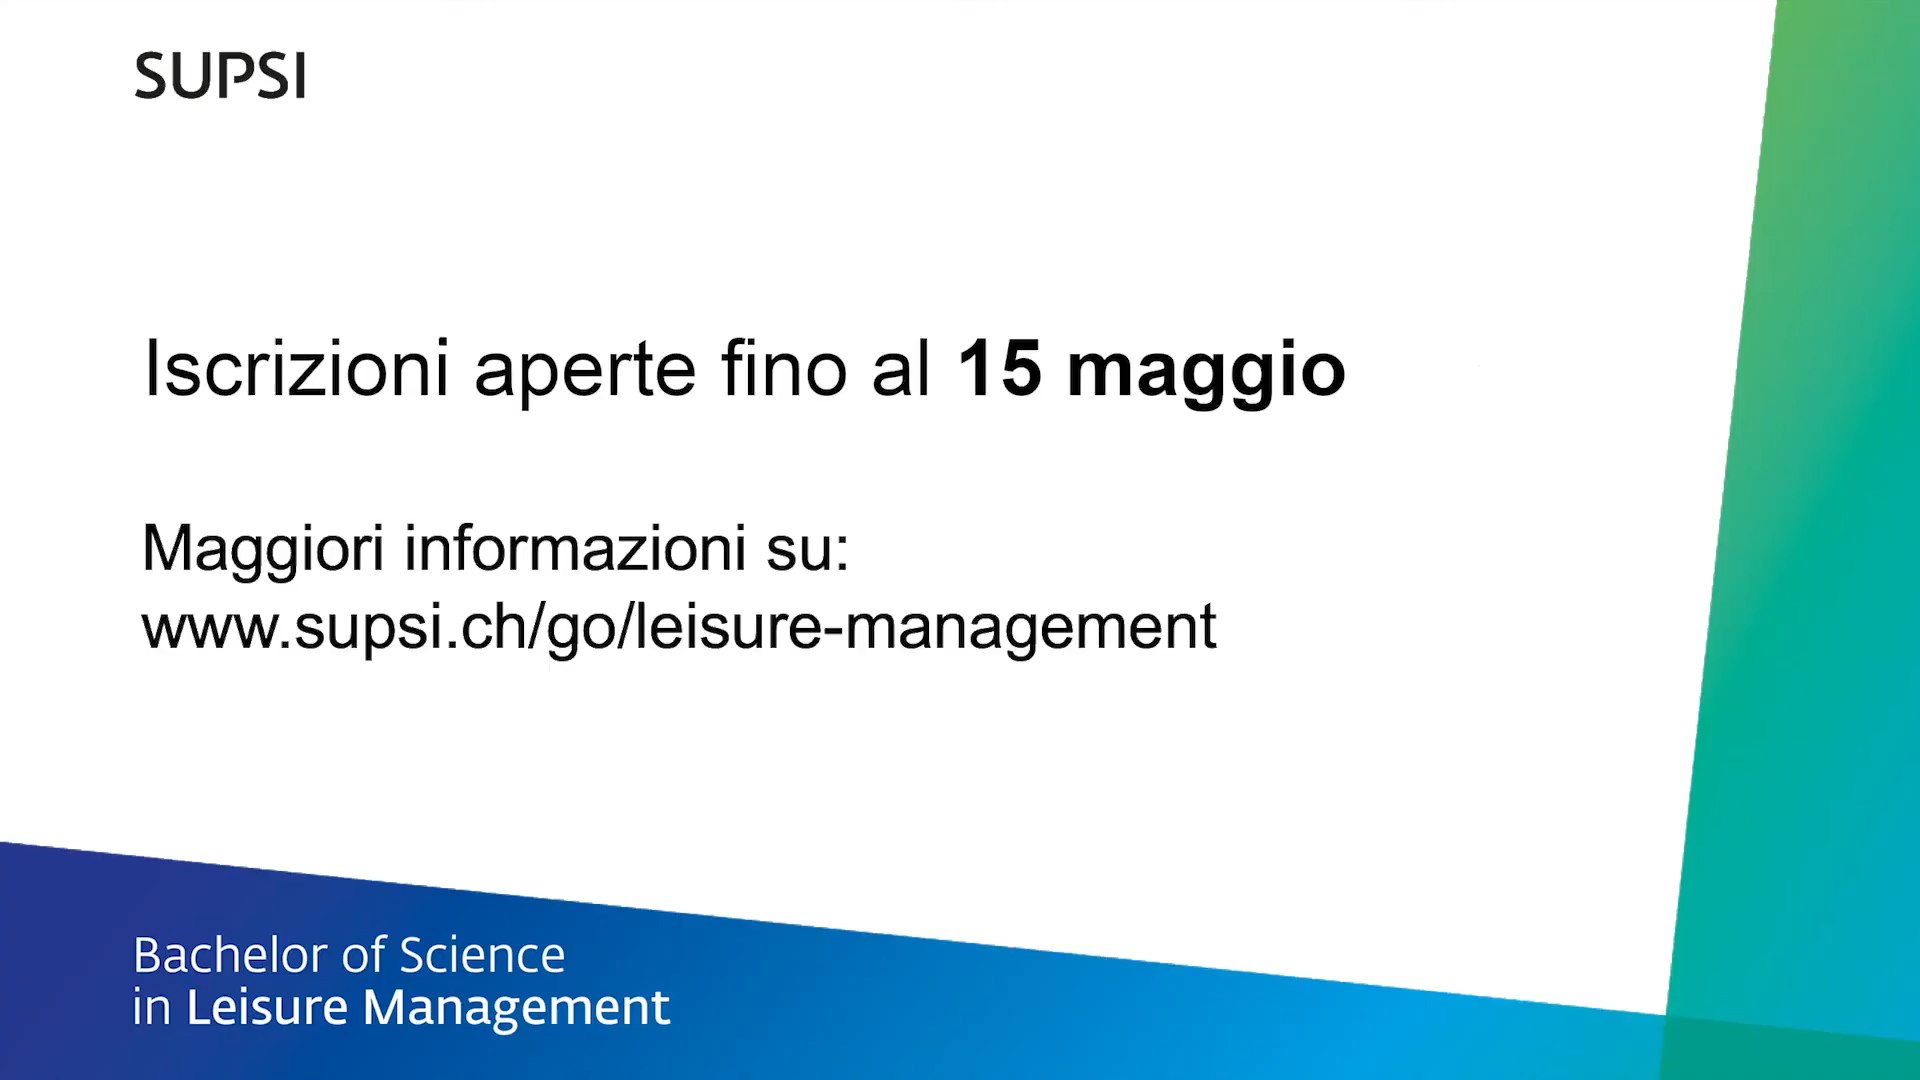 SUPSI
Iscrizioni aperte fino al 15 maggio
Maggiori informazioni su:
www.supsi.ch/go/leisure-management
Bachelor of Science
in Leisure Management